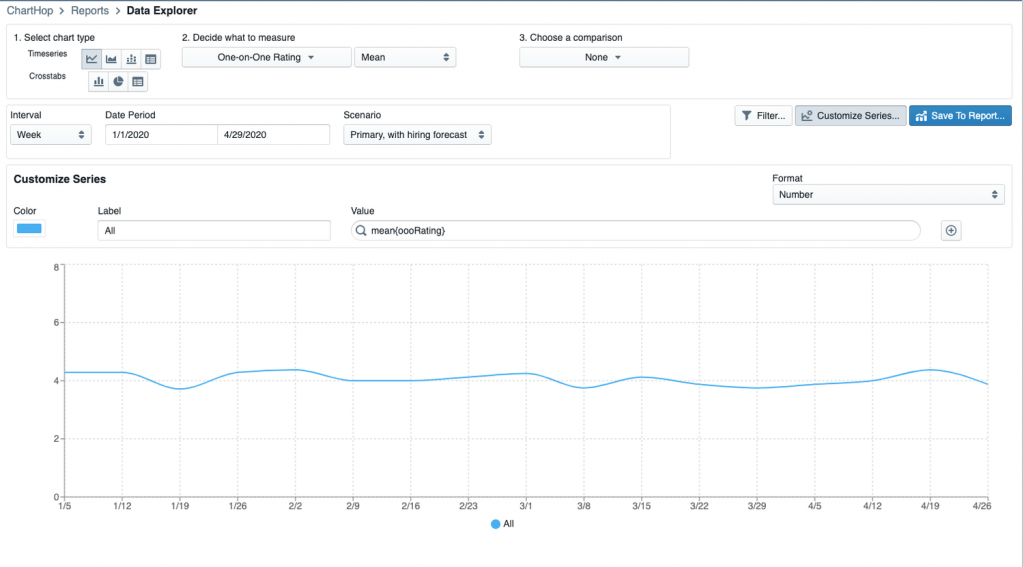 ChartHop > Reports > Data Explorer
1. Select chart type
2. Decide what to measure
3. Choose a comparison
Timeseries
One-on-One Rating
Mean
None
Crosstabs
Interval
Date Period
Scenario
Week
1/1/2020
4/29/2020
Primary, with hiring forecast
Filter...
Customize Series...
Save To Report...
Customize Series
Format
Number
Color
Label
Value
All
mean{oooRating}
8
6
4
2
0
1/5 1/12 1/19 1/26 2/2 2/9 2/16 2/23 3/1 3/8 3/15 3/22 3/29 4/5 4/12 4/19 4/26
All